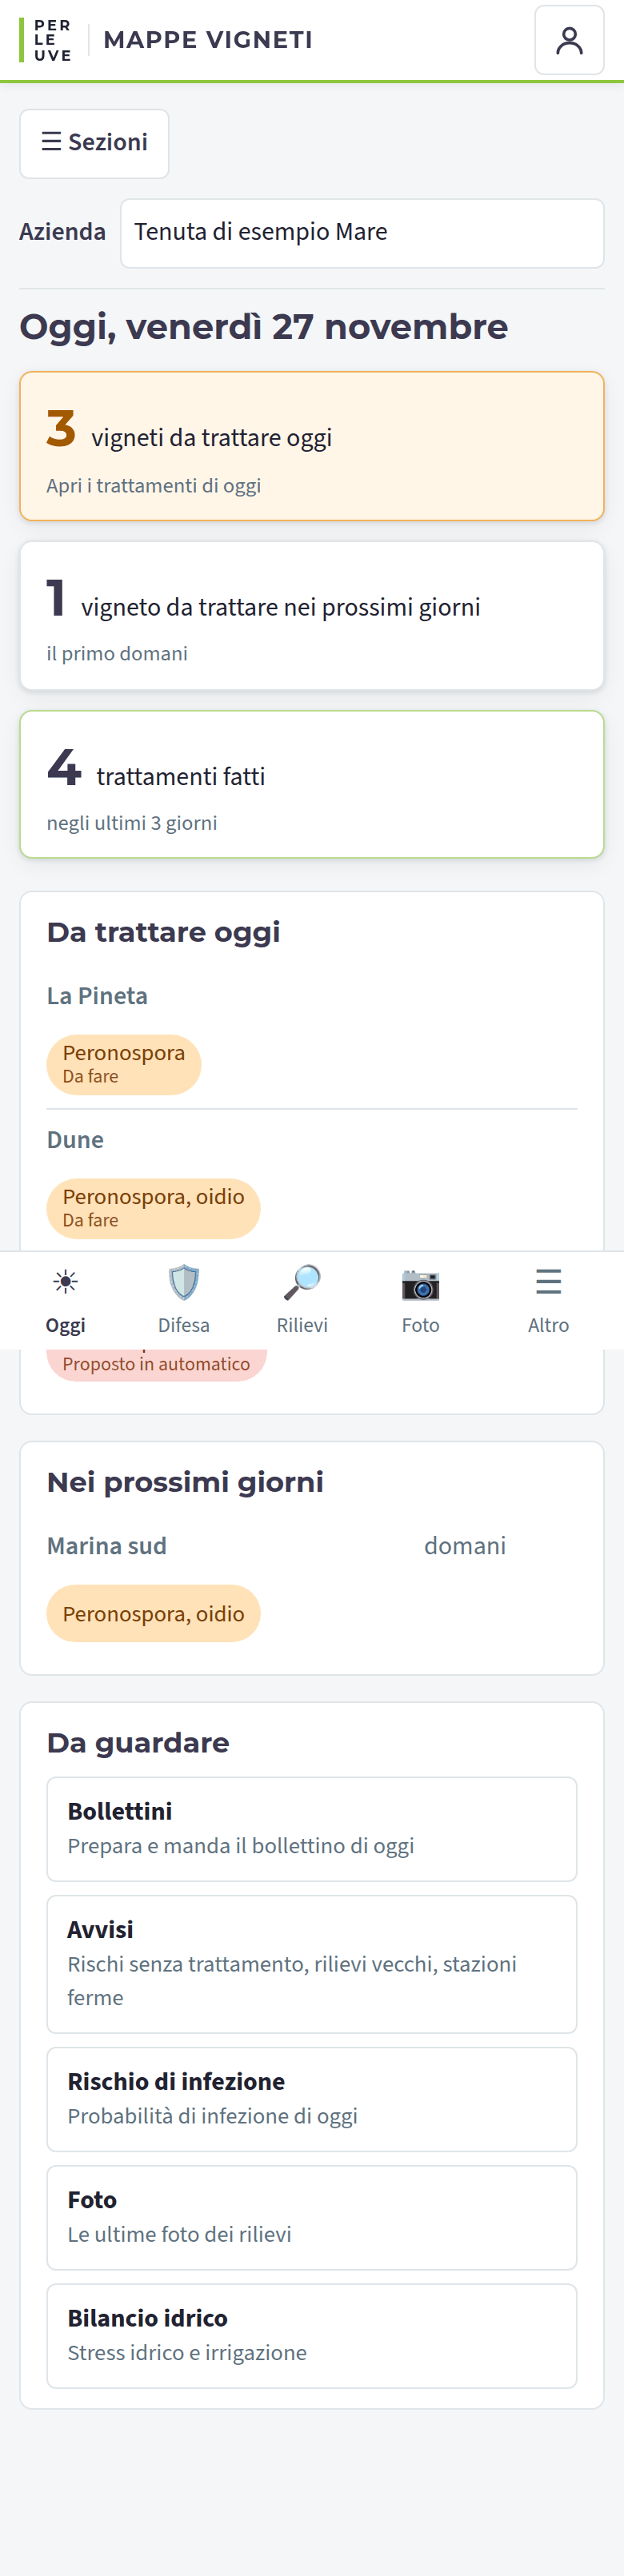 PER
LE
UVE
MAPPE VIGNETI
☰ Sezioni
Azienda
Tenuta di esempio Mare
Oggi, venerdì 27 novembre
3 vigneti da trattare oggi
Apri i trattamenti di oggi
1 vigneto da trattare nei prossimi giorni
il primo domani
4 trattamenti fatti
negli ultimi 3 giorni
Da trattare oggi
La Pineta
Peronospora
Da fare
Dune
Peronospora, oidio
Da fare
Oggi
Difesa
Rilievi
Foto
Altro
Proposto in automatico
Nei prossimi giorni
Marina sud
domani
Peronospora, oidio
Da guardare
Bollettini
Prepara e manda il bollettino di oggi
Avvisi
Rischi senza trattamento, rilievi vecchi, stazioni
ferme
Rischio di infezione
Probabilità di infezione di oggi
Foto
Le ultime foto dei rilievi
Bilancio idrico
Stress idrico e irrigazione